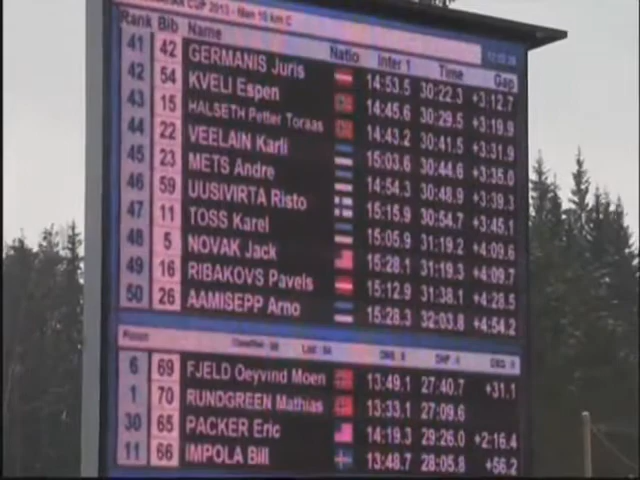 CUP 2013 - Men 10 km C
Rank Bib Name Natio Inter 1 Time Gap
41 42 GERMANIS Juris 14:53.5 30:22.3 +3:12.7
42 54 KVELI Espen 14:45.6 30:29.5 +3:19.9
43 15 HALSETH Petter Toraas 14:43.2 30:41.5 +3:31.9
44 22 VEELAIN Karli 15:03.6 30:44.6 +3:35.0
45 23 METS Andre 14:54.3 30:48.9 +3:39.3
46 59 UUSIVIRTA Risto 15:15.9 30:54.7 +3:45.1
47 11 TOSS Karel 15:05.9 31:19.2 +4:09.6
48 5 NOVAK Jack 15:28.1 31:19.3 +4:09.7
49 16 RIBAKOVS Pavels 15:12.9 31:38.1 +4:28.5
50 26 AAMISEPP Arno 15:28.3 32:03.8 +4:54.2
6 69 FJELD Oeyvind Moen 13:49.1 27:40.7 +31.1
1 70 RUNDGREEN Mathias 13:33.1 27:09.6
30 65 PACKER Eric 14:19.3 29:26.0 +2:16.4
11 66 IMPOLA Bill 13:48.7 28:05.8 +56.2